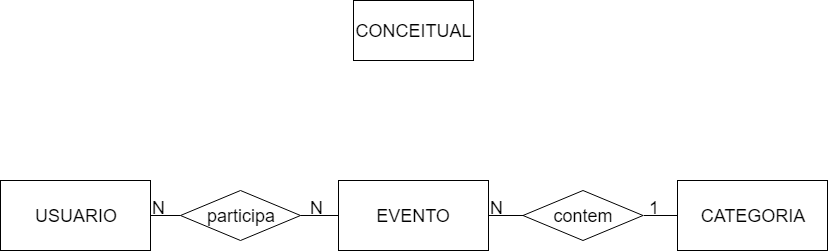 CONCEITUAL
USUARIO
N
participa
N
EVENTO
N
contem
1
CATEGORIA